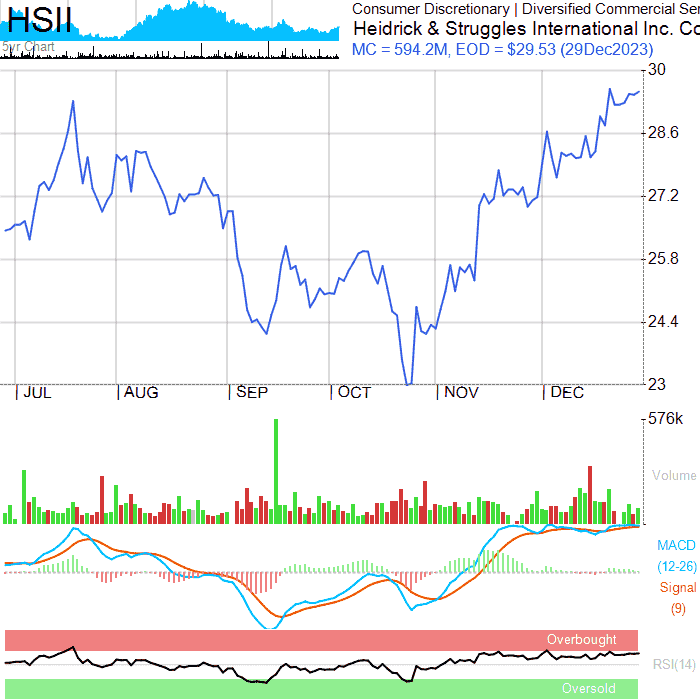 HSII
5yr Chart
Consumer Discretionary | Diversified Commercial Ser
Heidrick & Struggles International Inc. Co
MC = 594.2M, EOD = $29.53 (29Dec2023)
30
28.6
27.2
25.8
24.4
23
JUL AUG SEP OCT NOV DEC
576k
Volume
MACD
(12-26)
Signal
(9)
Overbought
RSI(14)
Oversold